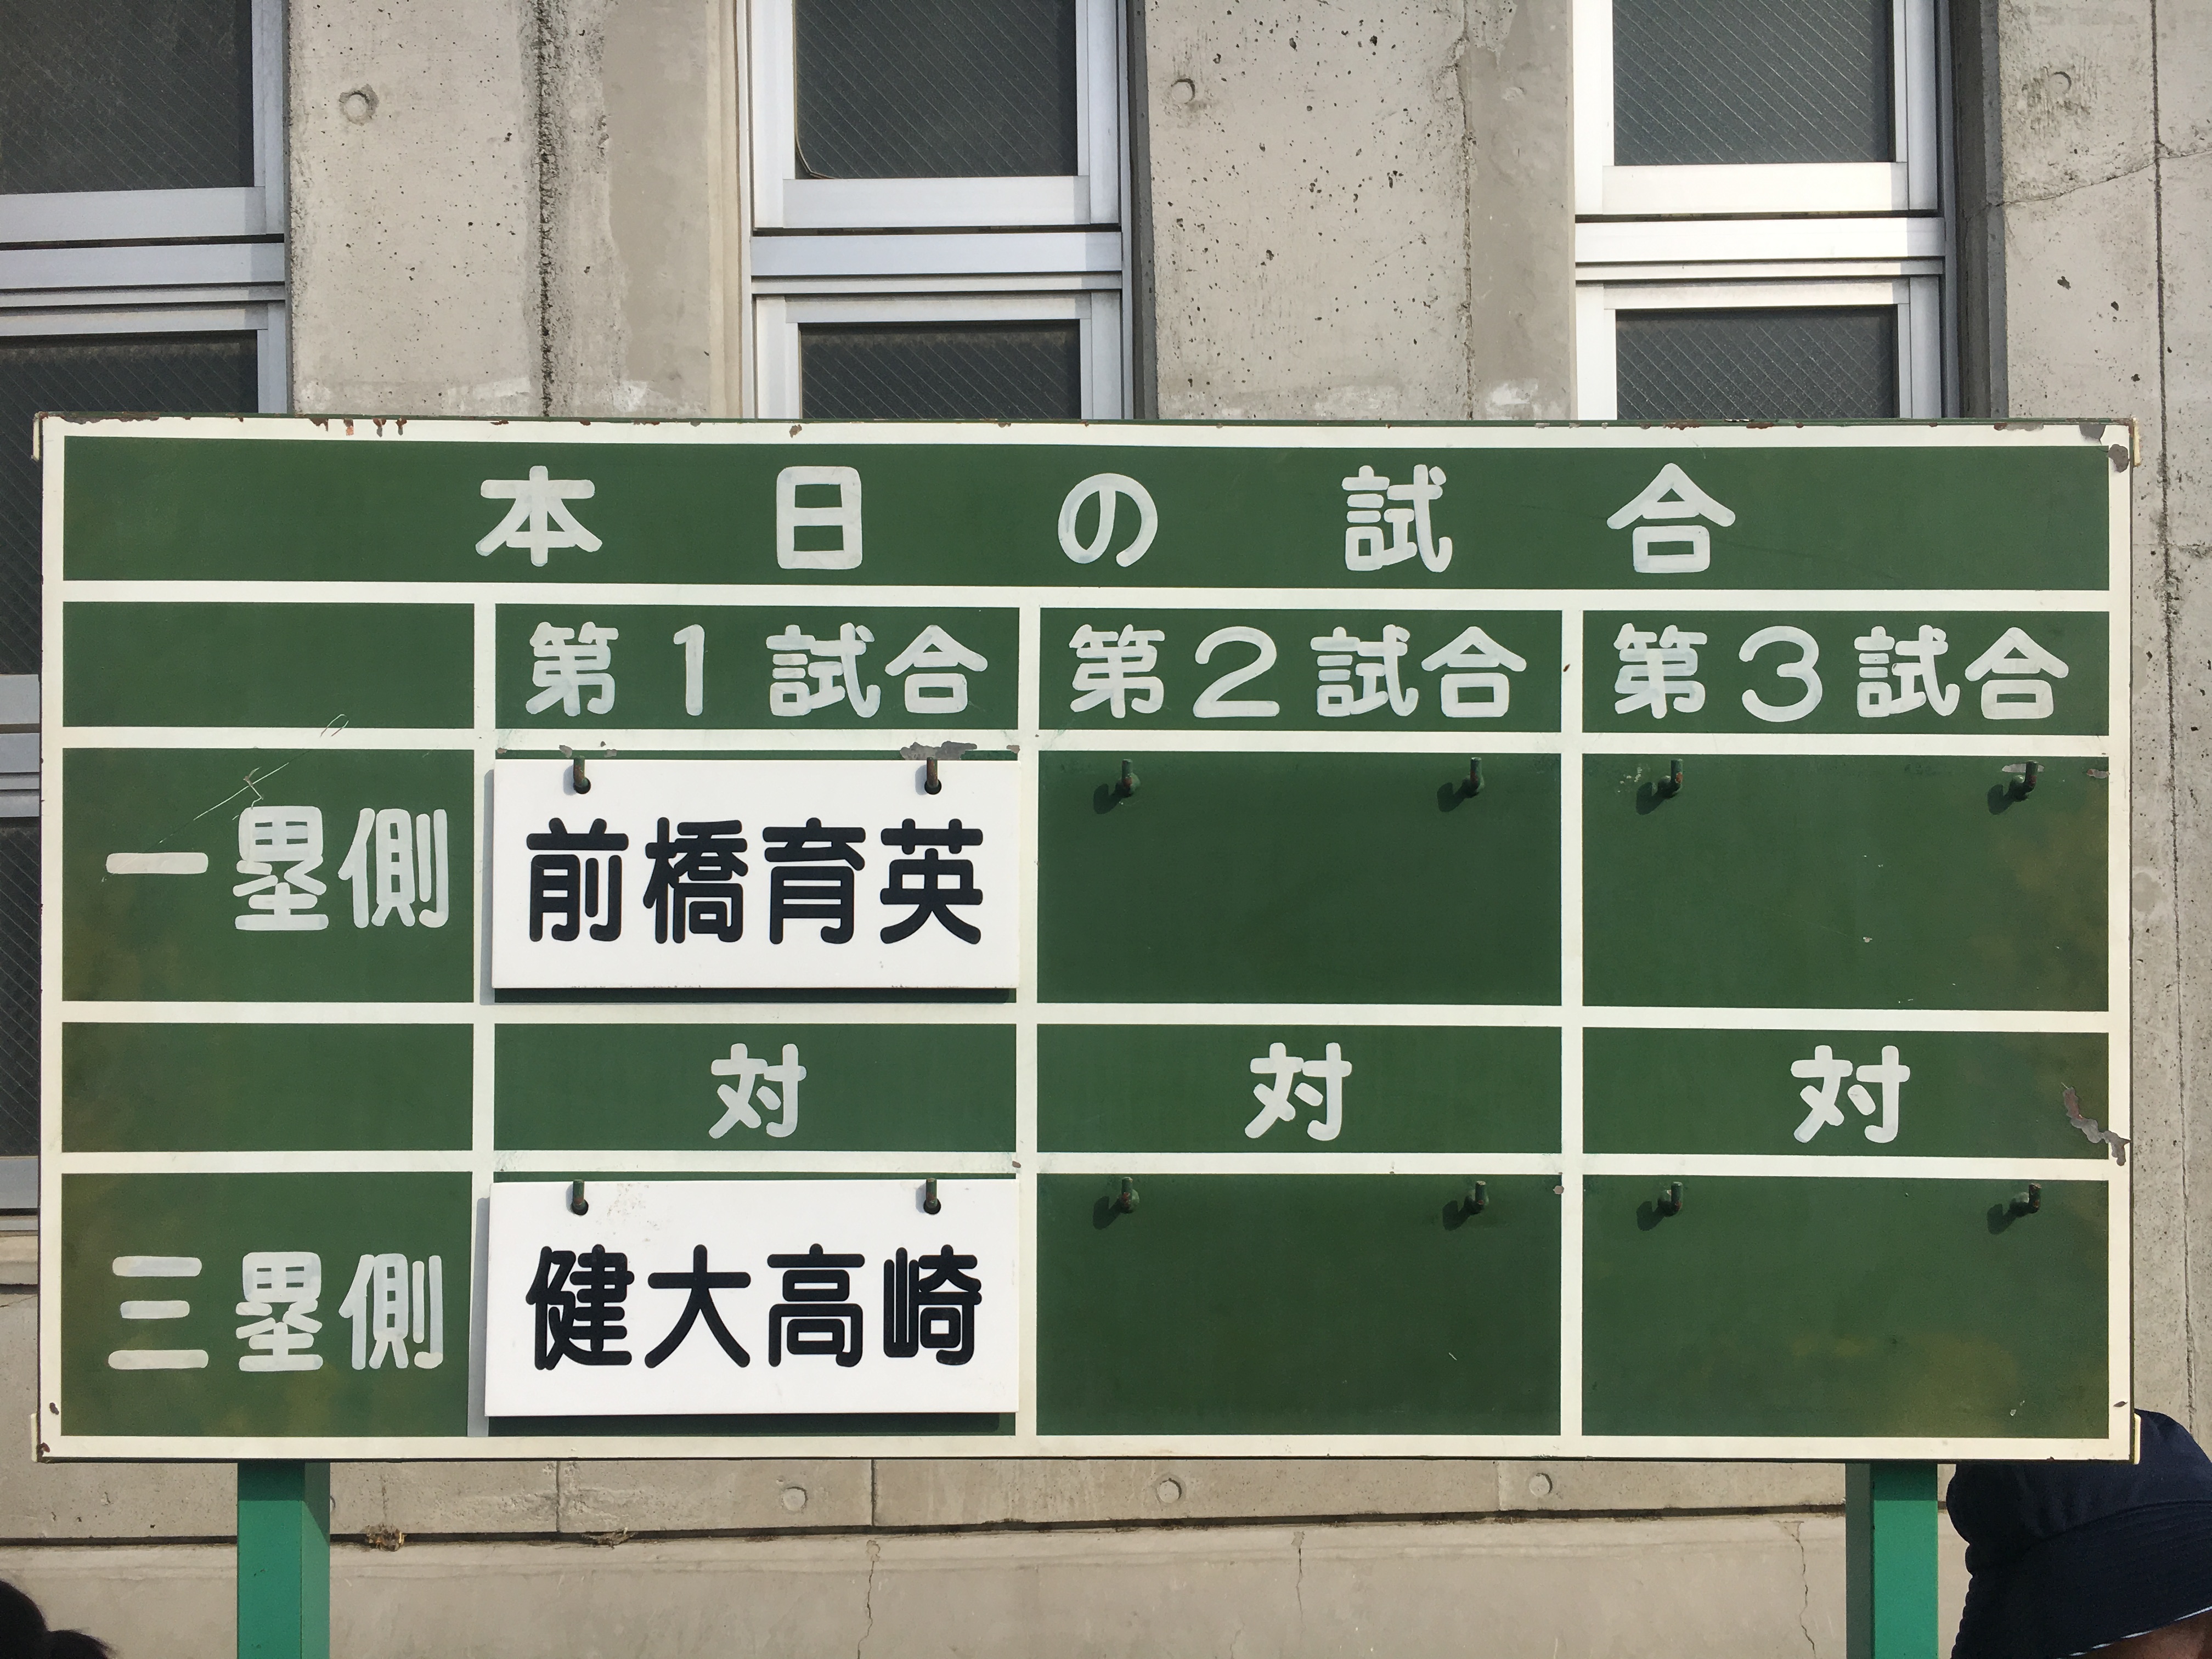 本日の試合
第1試合 第2試合 第3試合
一塁側 前橋育英
対 対 対
三塁側 健大高崎